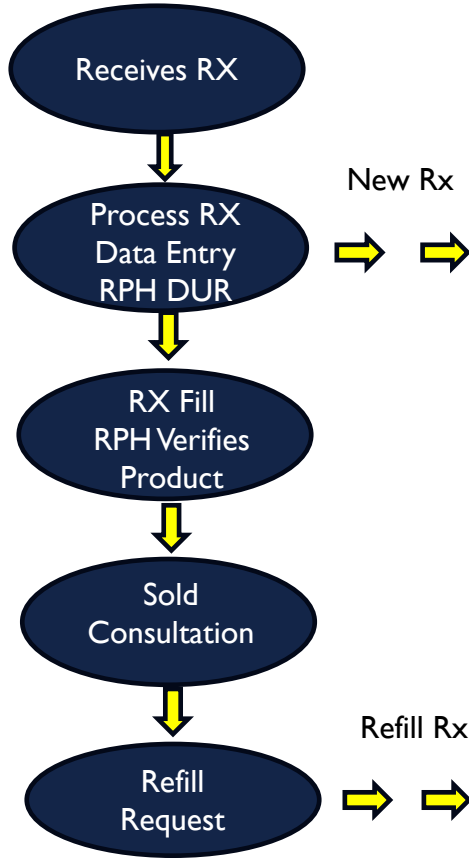 Receives RX
New Rx
Process RX
Data Entry
RPH DUR
RX Fill
RPH Verifies
Product
Sold
Consultation
Refill Rx
Refill
Request